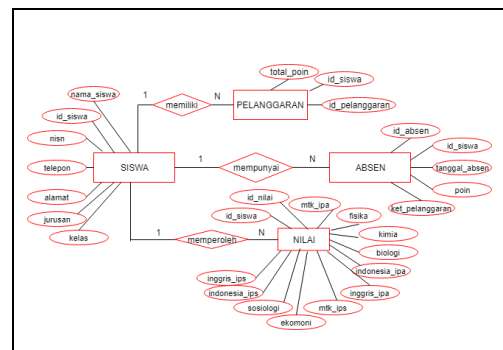 total_poin
id_siswa
nama_siswa
1
N
memiliki
PELANGGARAN
id_pelanggaran
id_siswa
nisn
id_absen
id_siswa
telepon
SISWA
1
mempunyai
N
ABSEN
tanggal_absen
alamat
poin
jurusan
id_nilai
mtk_ipa
ket_pelanggaran
kelas
id_siswa
fisika
1
memperoleh
N
NILAI
kimia
biologi
inggris_ips
indonesia_ipa
indonesia_ips
inggris_ipa
sosiologi
mtk_ips
ekomoni